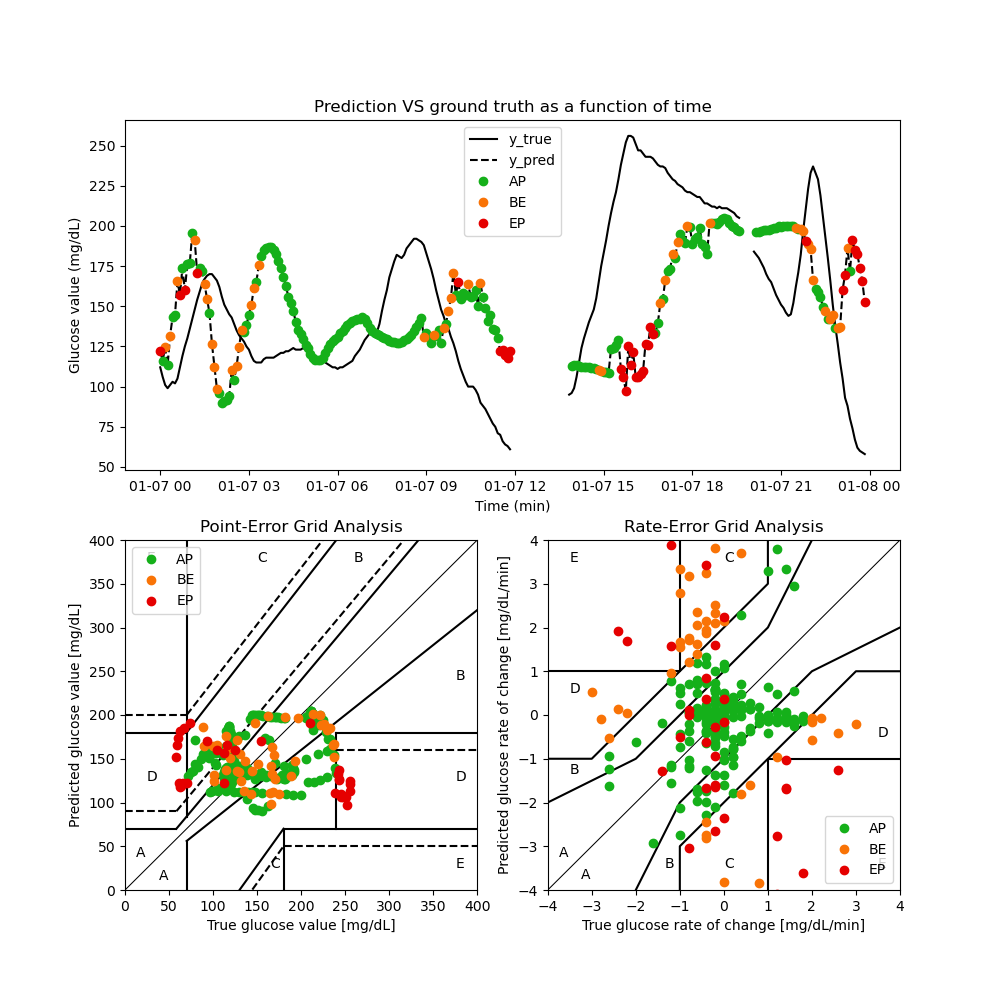 Prediction VS ground truth as a function of time
Glucose value (mg/dL)
250
225
200
175
150
125
100
75
50
y_true
y_pred
AP
BE
EP
01-07 00 01-07 03 01-07 06 01-07 09 01-07 12 01-07 15 01-07 18 01-07 21 01-08 00
Time (min)
Point-Error Grid Analysis
Predicted glucose value [mg/dL]
400
350
300
250
200
150
100
50
0
AP
BE
EP
C
B
B
D
D
A
A
C
E
0 50 100 150 200 250 300 350 400
True glucose value [mg/dL]
Rate-Error Grid Analysis
Predicted glucose rate of change [mg/dL/min]
4
3
2
1
0
−1
−2
−3
−4
E
C
D
D
B
A
A
B
C
AP
BE
EP
−4 −3 −2 −1 0 1 2 3 4
True glucose rate of change [mg/dL/min]